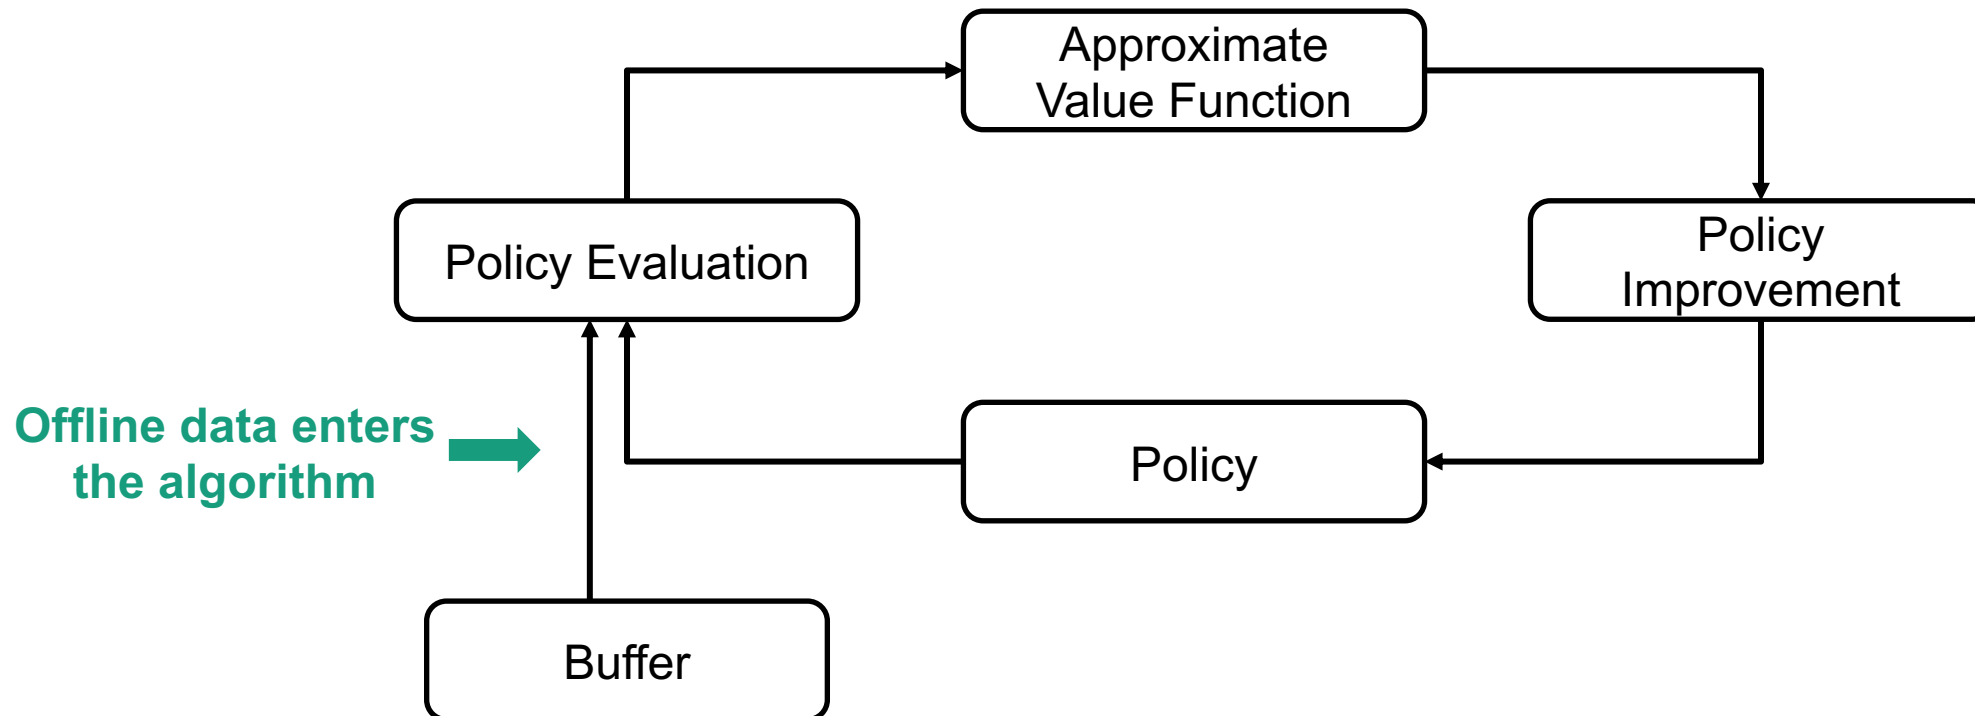 Approximate
Value Function
Policy Evaluation
Policy
Improvement
Offline data enters
the algorithm
Policy
Buffer